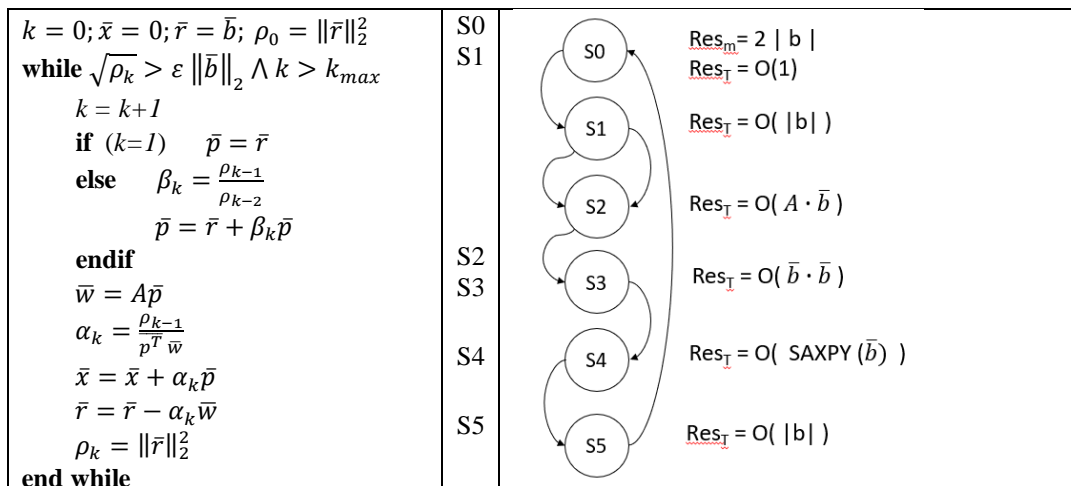 k = 0; x̄ = 0; r̄ = b̄; ρ₀ = ‖r̄‖₂²
while √ρₖ > ε ‖b̄‖₂ ∧ k > kₘₐₓ
k = k+1
if (k=1) p̄ = r̄
else βₖ = ρₖ₋₁/ρₖ₋₂
p̄ = r̄ + βₖp̄
endif
w̄ = Ap̄
αₖ = ρₖ₋₁/(p̄ᵀ w̄)
x̄ = x̄ + αₖp̄
r̄ = r̄ − αₖw̄
ρₖ = ‖r̄‖₂²
end while
S0
S1
S2
S3
S4
S5
S0
S1
S2
S3
S4
S5
Resₘ= 2 | b |
Res_T = O(1)
Res_T = O( |b| )
Res_T = O( A · b̄ )
Res_T = O( b̄ · b̄ )
Res_T = O( SAXPY (b̄) )
Res_T = O( |b| )